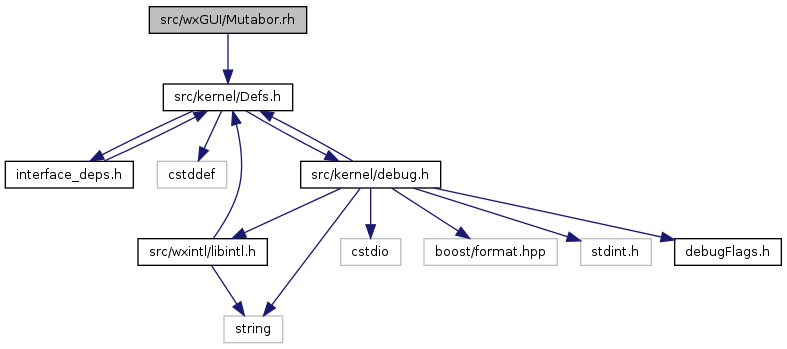 src/wxGUI/Mutabor.rh
src/kernel/Defs.h
interface_deps.h
cstddef
src/kernel/debug.h
src/wxintl/libintl.h
cstdio
boost/format.hpp
stdint.h
debugFlags.h
string